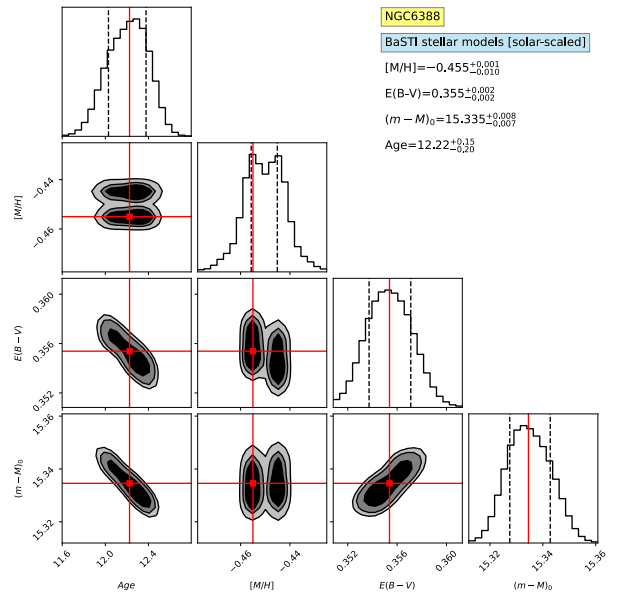 NGC6388
BaSTI stellar models [solar-scaled]
[M/H]=−0.455+0.001 −0.010
E(B-V)=0.355+0.002 −0.002
(m − M)0=15.335+0.008 −0.007
Age=12.22+0.15 −0.20
−0.44
−0.46
[M/H]
0.360
0.356
0.352
E(B − V)
15.36
15.34
15.32
(m − M)0
11.6 12.0 12.4
−0.46 −0.44
0.352 0.356 0.360
15.32 15.34 15.36
Age [M/H] E(B − V) (m − M)0